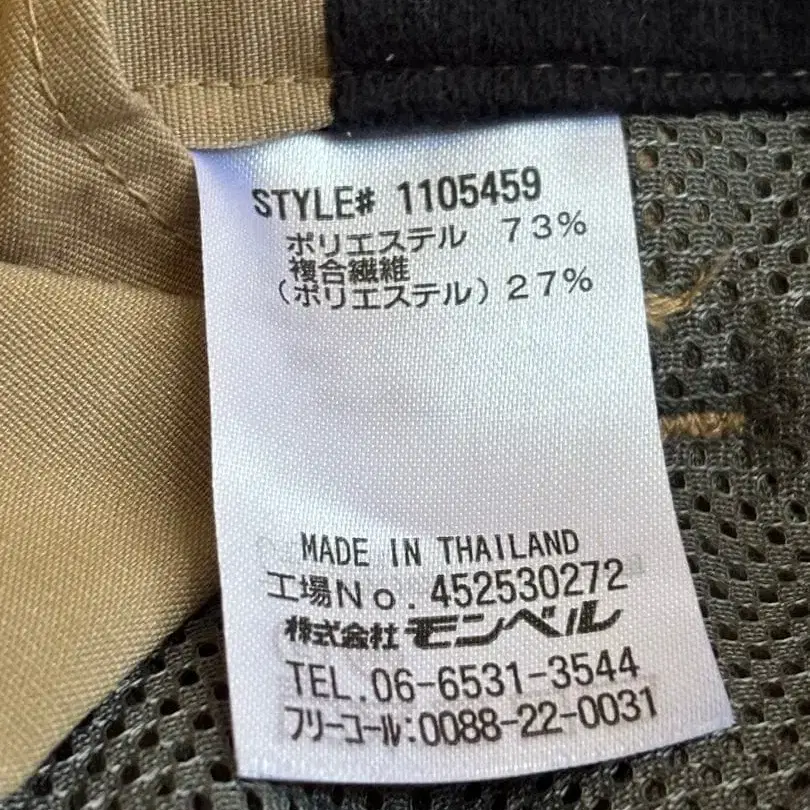 STYLE# 1105459
ポリエステル 73%
複合繊維
(ポリエステル) 27%
MADE IN THAILAND
工場No. 452530272
株式会社 モンベル
TEL. 06-6531-3544
フリーコール: 0088-22-0031